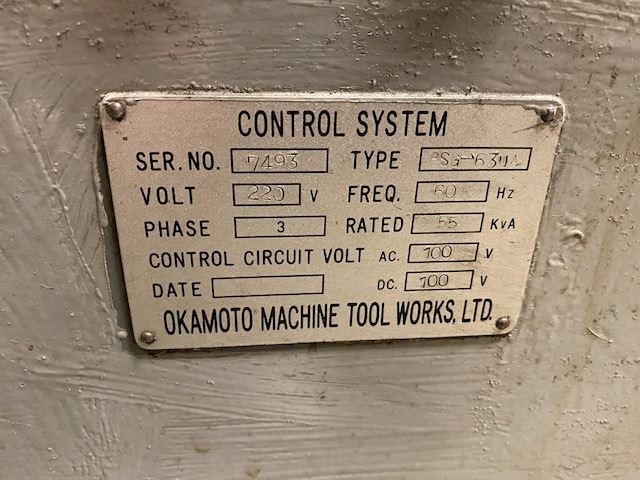 CONTROL SYSTEM
SER. NO. 7493 TYPE PSG-63UA
VOLT 220 V FREQ. 60 Hz
PHASE 3 RATED 55 KVA
CONTROL CIRCUIT VOLT AC. 100 V
DATE DC. 100 V
OKAMOTO MACHINE TOOL WORKS, LTD.